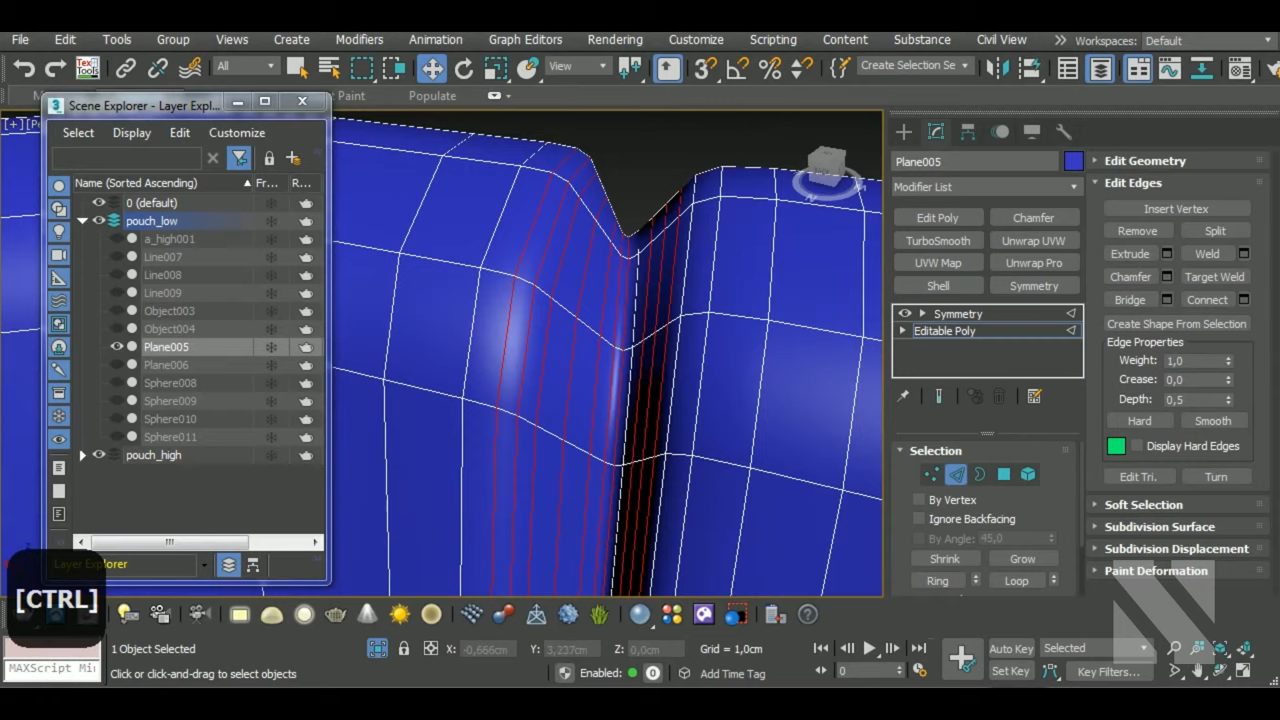 File Edit Tools Group Views Create Modifiers Animation Graph Editors Rendering Customize Scripting Content Substance Civil View Workspaces: Default
All View Create Selection Se
Paint Populate
Scene Explorer - Layer Expl...
Select Display Edit Customize
Name (Sorted Ascending) Fr... R...
0 (default)
pouch_low
a_high001
Line007
Line008
Line009
Object003
Object004
Plane005
Plane006
Sphere008
Sphere009
Sphere010
Sphere011
pouch_high
Layer Explorer
[CTRL]
Plane005
Modifier List
Edit Poly Chamfer
TurboSmooth Unwrap UVW
UVW Map Unwrap Pro
Shell Symmetry
Symmetry
Editable Poly
Selection
By Vertex
Ignore Backfacing
By Angle: 45,0
Shrink Grow
Ring Loop
Edit Geometry
Edit Edges
Insert Vertex
Remove Split
Extrude Weld
Chamfer Target Weld
Bridge Connect
Create Shape From Selection
Edge Properties
Weight: 1,0
Crease: 0,0
Depth: 0,5
Hard Smooth
Display Hard Edges
Edit Tri. Turn
Soft Selection
Subdivision Surface
Subdivision Displacement
Paint Deformation
1 Object Selected X: -0,666cm Y: 3,237cm Z: 0,0cm Grid = 1,0cm Auto Key Selected
MAXScript Mi Click or click-and-drag to select objects Enabled: 0 Add Time Tag 0 Set Key Key Filters...